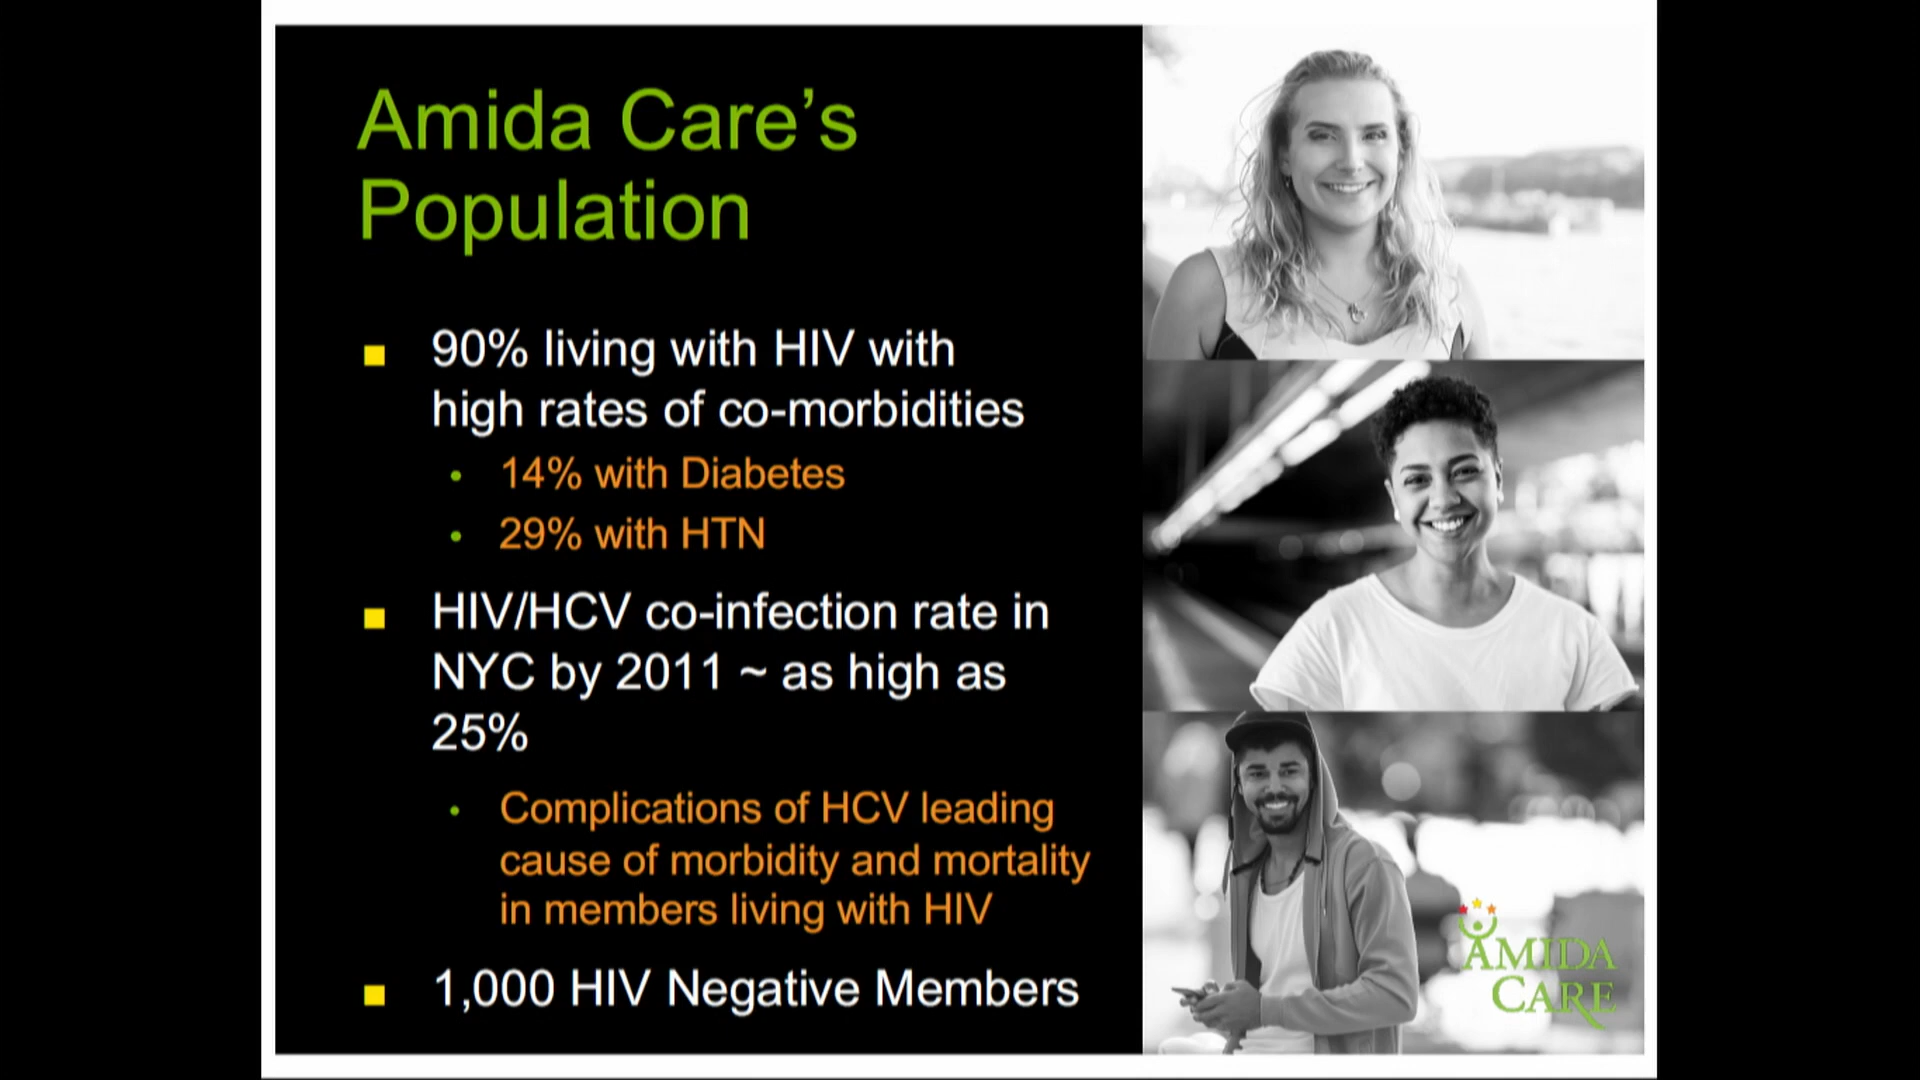 Amida Care’s
Population
■ 90% living with HIV with
high rates of co-morbidities
• 14% with Diabetes
• 29% with HTN
■ HIV/HCV co-infection rate in
NYC by 2011 ~ as high as
25%
• Complications of HCV leading
cause of morbidity and mortality
in members living with HIV
■ 1,000 HIV Negative Members
AMIDA
CARE